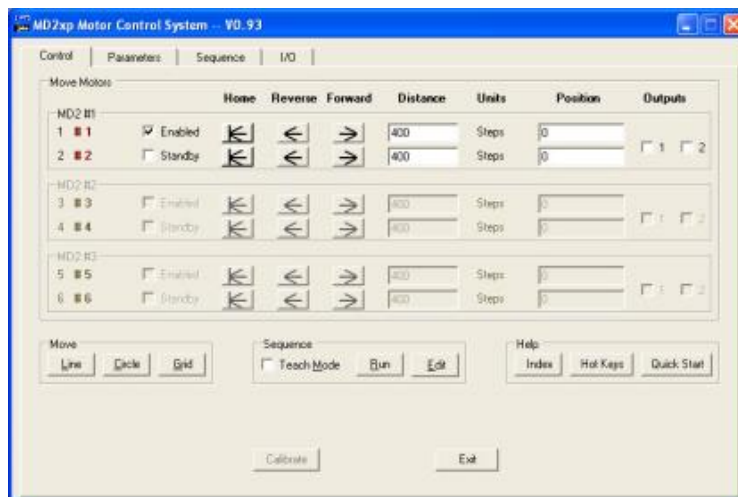 MD2xp Motor Control System -- V0.93
Control Parameters Sequence I/O
Move Motors
Home Reverse Forward Distance Units Position Outputs
MD2 #1
1 #1 Enabled 400 Steps 0
2 #2 Standby 400 Steps 0 1 2
MD2 #2
3 #3 Enabled 400 Steps 0
4 #4 Standby 400 Steps 0 1 2
MD2 #3
5 #5 Enabled 400 Steps 0
6 #6 Standby 400 Steps 0 1 2
Move Sequence Help
Line Circle Grid Teach Mode Run Edit Index Hot Keys Quick Start
Calibrate Exit